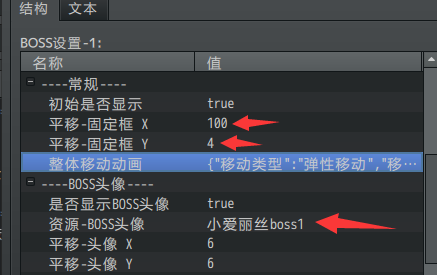 结构 文本
BOSS设置-1:
名称 值
----常规----
初始是否显示 true
平移-固定框 X 100
平移-固定框 Y 4
整体移动动画 {"移动类型":"弹性移动","移…
----BOSS头像----
是否显示BOSS头像 true
资源-BOSS头像 小爱丽丝boss1
平移-头像 X 6
平移-头像 Y 6